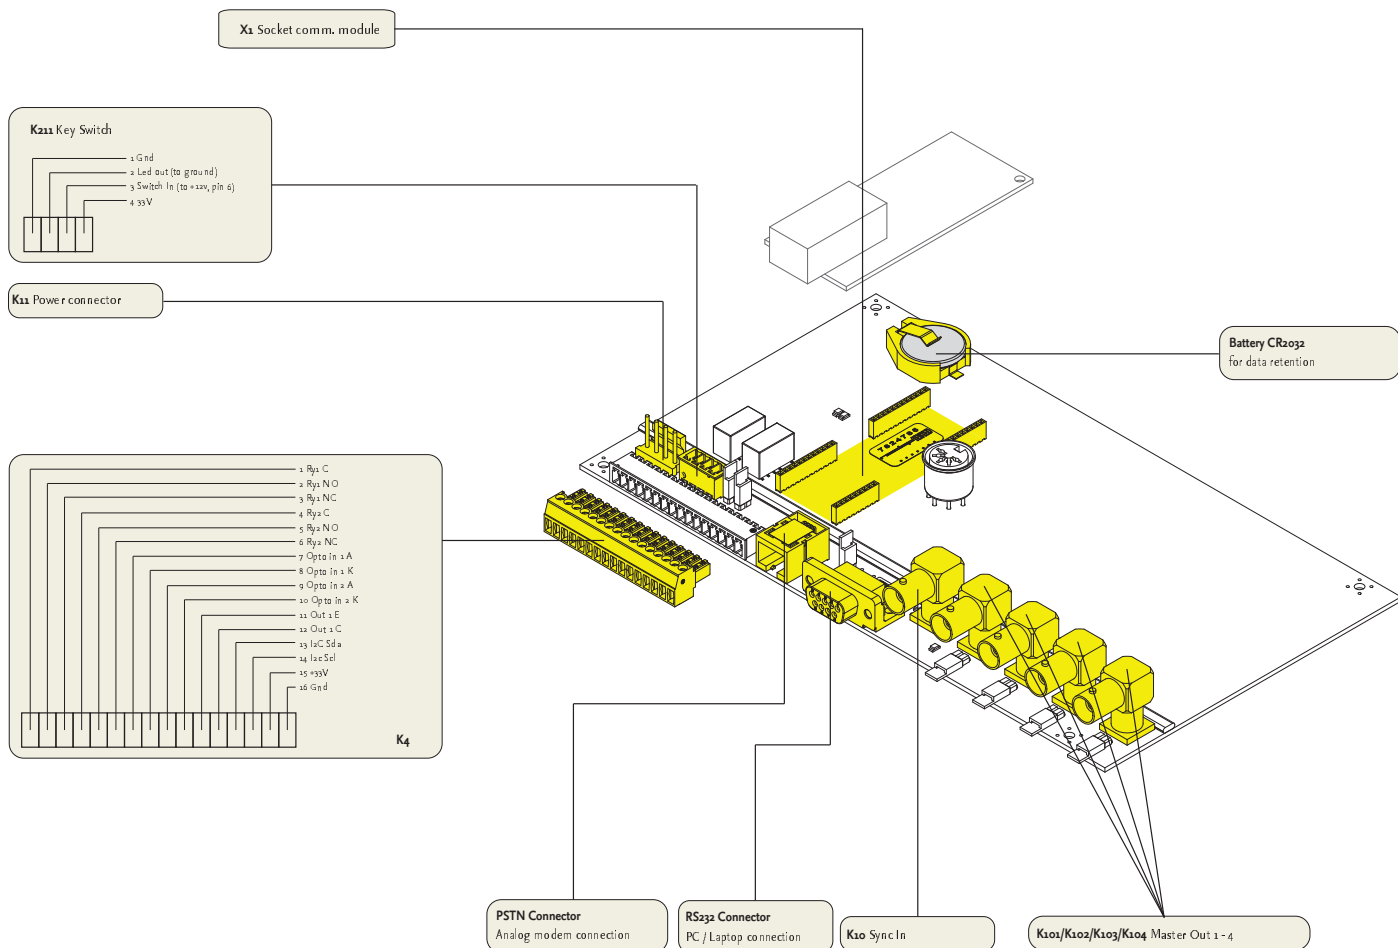 X1 Socket comm. module
K211 Key Switch
1 Gnd
2 Led out (to ground)
3 Switch In (to +12v, pin 6)
4 33V
K11 Power connector
Battery CR2032
for data retention
7824786
1 Ry1 C
2 Ry1 NO
3 Ry1 NC
4 Ry2 C
5 Ry2 NO
6 Ry2 NC
7 Opto in 1 A
8 Opto in 1 K
9 Opto in 2 A
10 Opto in 2 K
11 Out 1 E
12 Out 1 C
13 I2C Sda
14 I2c Scl
15 +33V
16 Gnd
K4
PSTN Connector
Analog modem connection
RS232 Connector
PC / Laptop connection
K10 Sync In
K101/K102/K103/K104 Master Out 1 - 4